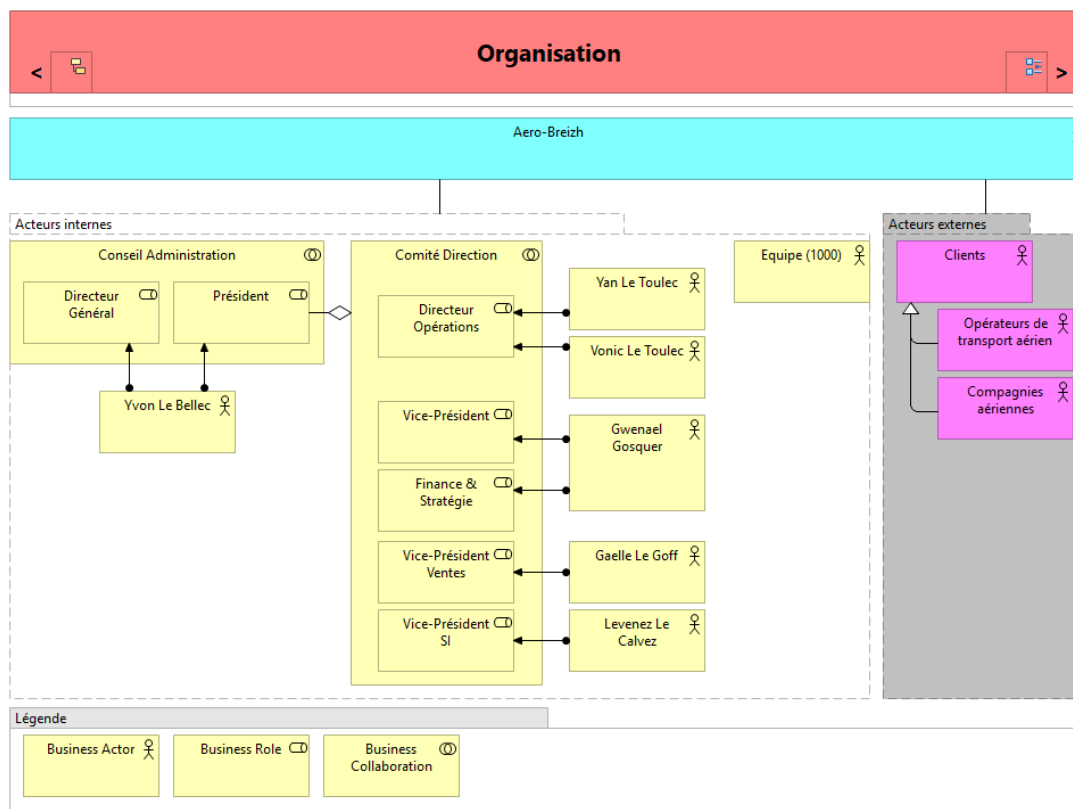 Organisation
<
>
Aero-Breizh
Acteurs internes
Acteurs externes
Conseil Administration
Comité Direction
Equipe (1000)
Clients
Directeur
Général
Président
Directeur
Opérations
Yan Le Toulec
Vonic Le Toulec
Opérateurs de
transport aérien
Compagnies
aériennes
Yvon Le Bellec
Vice-Président
Gwenael
Gosquer
Finance &
Stratégie
Vice-Président
Ventes
Gaelle Le Goff
Vice-Président
SI
Levenez Le
Calvez
Légende
Business Actor
Business Role
Business
Collaboration